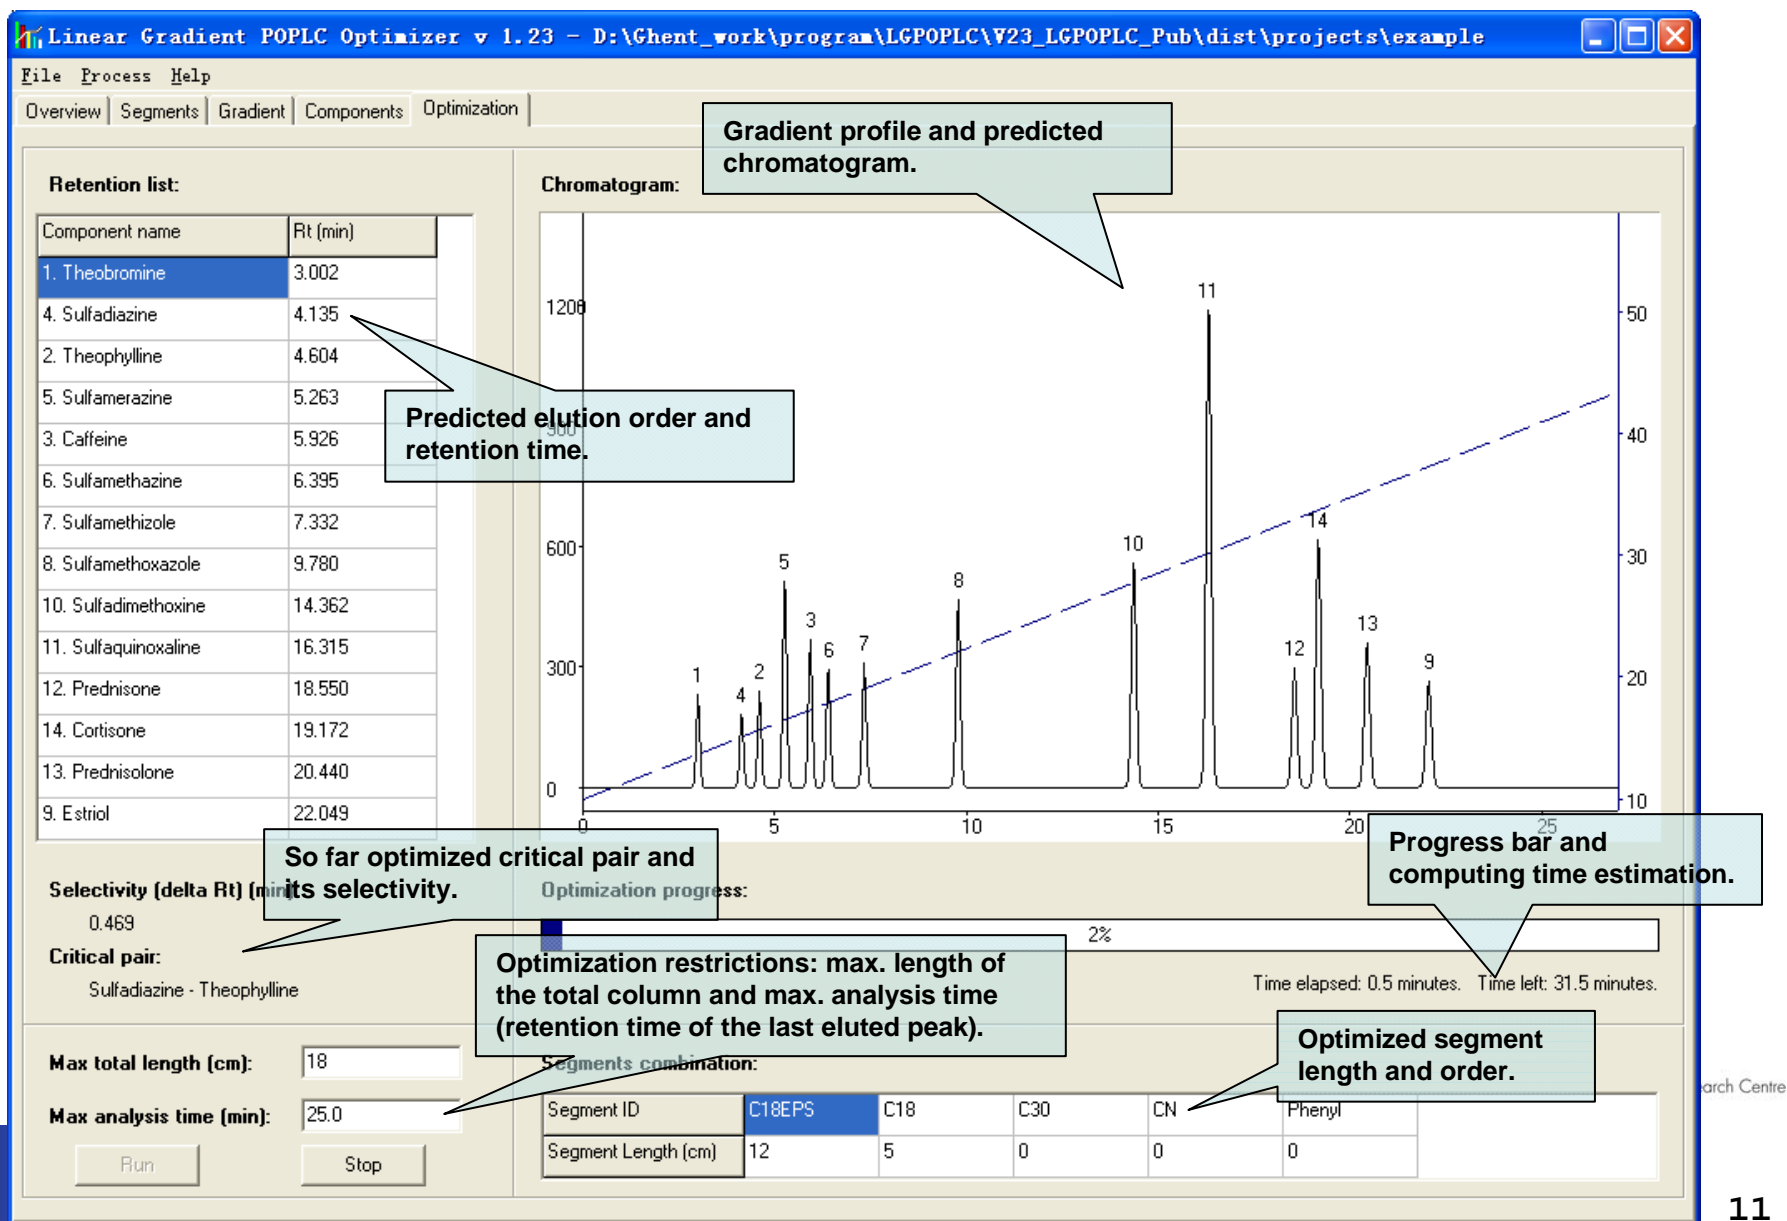 Linear Gradient POPLC Optimizer v 1.23 - D:\Ghent_work\program\LGPOPLC\V23_LGPOPLC_Pub\dist\projects\example
File Process Help
Overview Segments Gradient Components Optimization
Gradient profile and predicted
chromatogram.
Retention list:
Component name Rt (min)
1. Theobromine 3.002
4. Sulfadiazine 4.135
2. Theophylline 4.604
5. Sulfamerazine 5.263
3. Caffeine 5.926
6. Sulfamethazine 6.395
7. Sulfamethizole 7.332
8. Sulfamethoxazole 9.780
10. Sulfadimethoxine 14.362
11. Sulfaquinoxaline 16.315
12. Prednisone 18.550
14. Cortisone 19.172
13. Prednisolone 20.440
9. Estriol 22.049
Predicted elution order and
retention time.
Chromatogram:
1200
900
600
300
0
50
40
30
20
10
0 5 10 15 20 25
1 4 2 5 3 6 7 8 10 11 12 14 13 9
So far optimized critical pair and
its selectivity.
Selectivity (delta Rt) (min)
0.469
Critical pair:
Sulfadiazine - Theophylline
Optimization progress:
2%
Time elapsed: 0.5 minutes. Time left: 31.5 minutes.
Progress bar and
computing time estimation.
Optimization restrictions: max. length of
the total column and max. analysis time
(retention time of the last eluted peak).
Max total length (cm): 18
Max analysis time (min): 25.0
Run Stop
Segments combination:
Optimized segment
length and order.
Segment ID C18EPS C18 C30 CN Phenyl
Segment Length (cm) 12 5 0 0 0
arch Centre
11